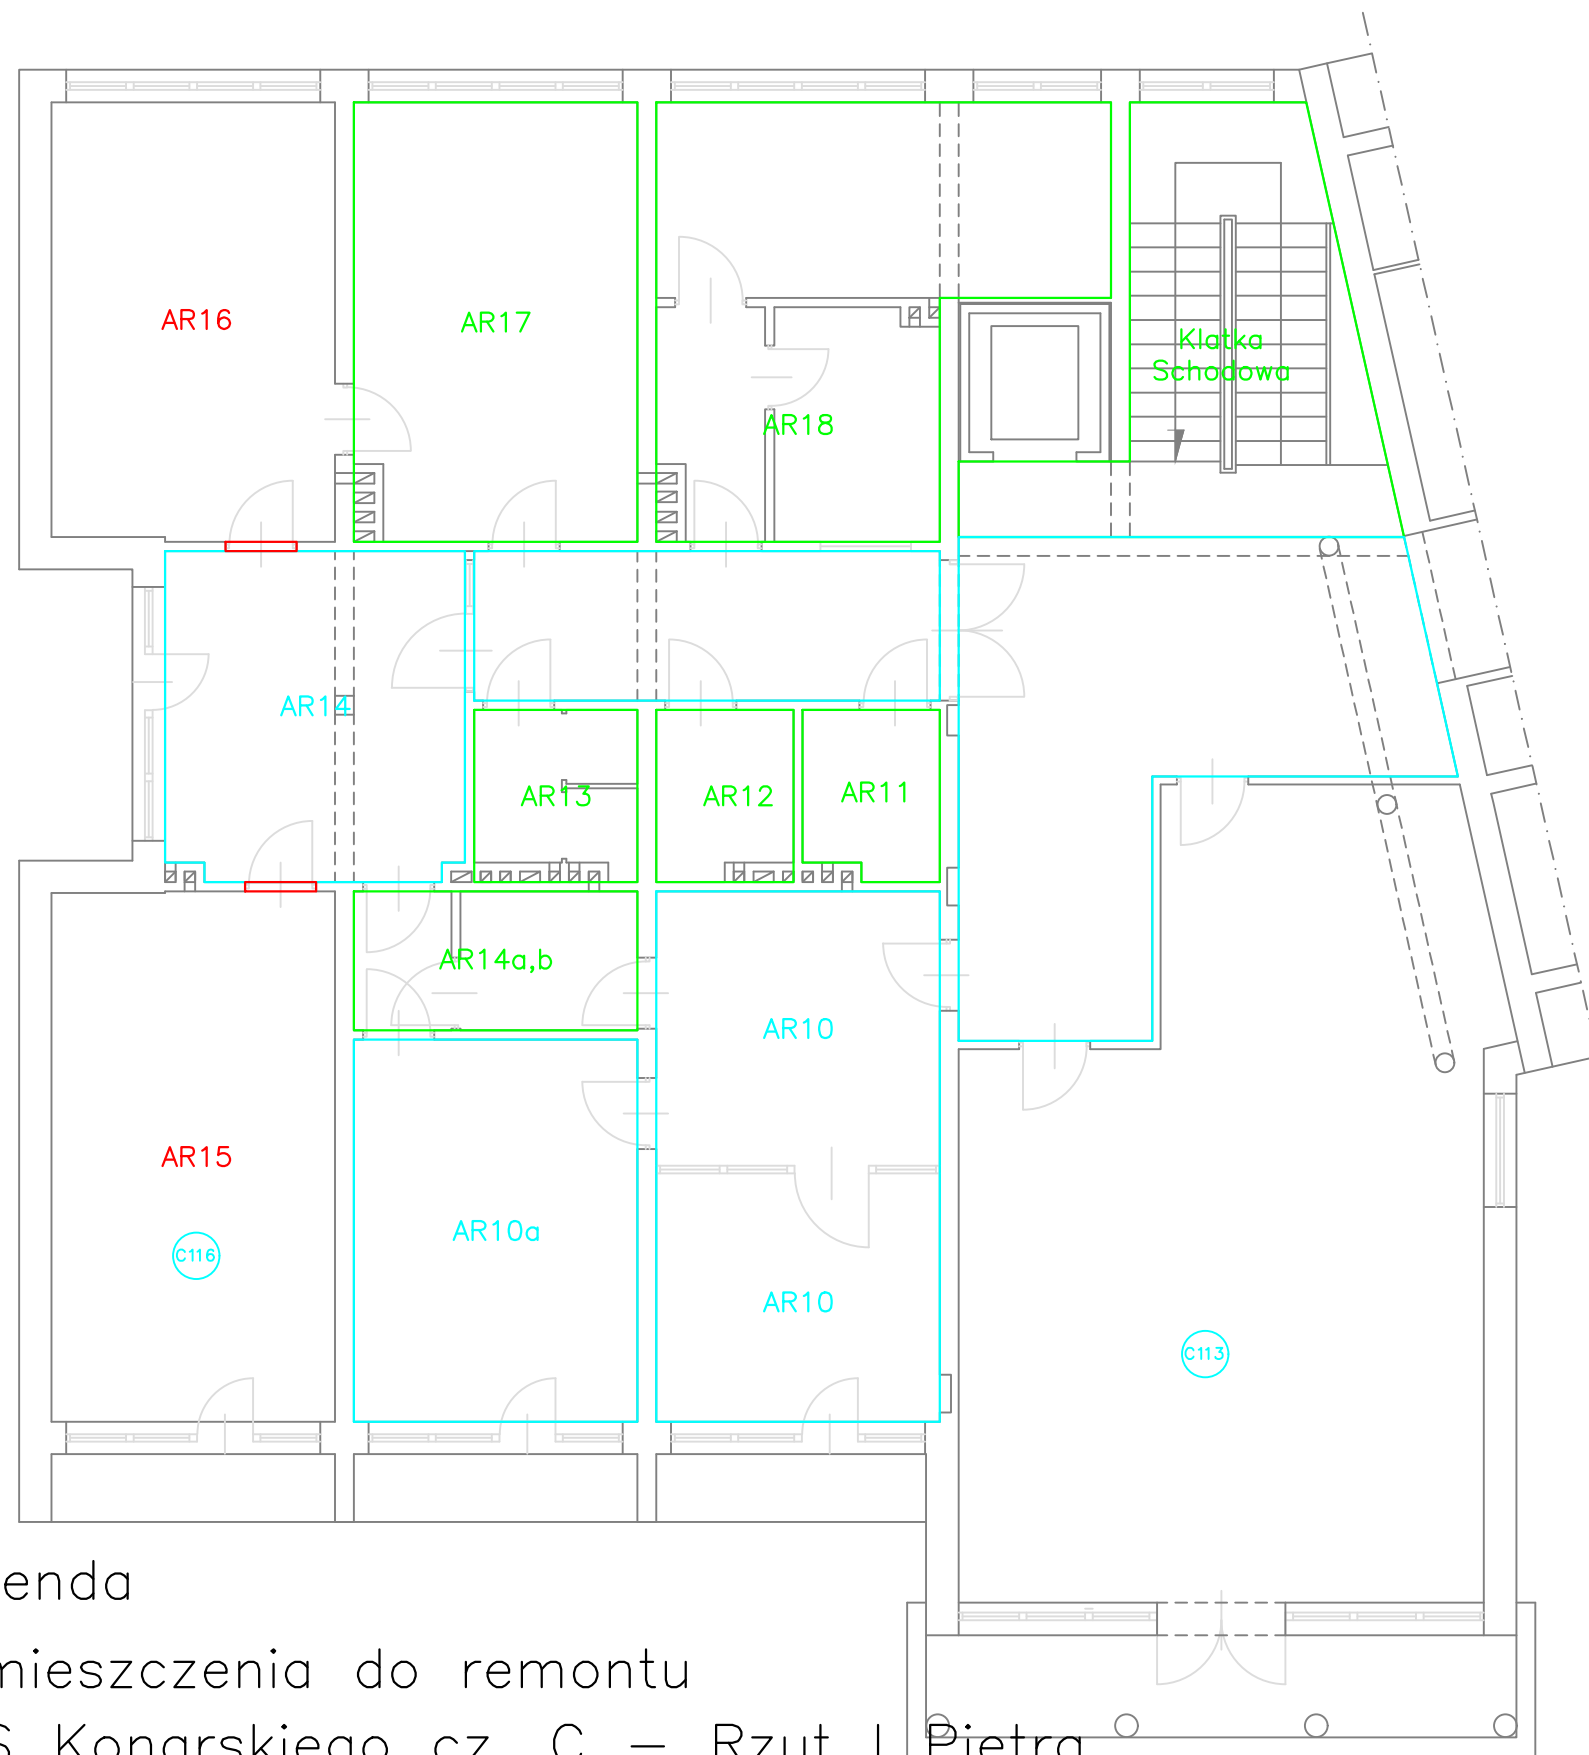 AR16
AR17
Klatka
Schodowa
AR18
AR14
AR13
AR12
AR11
AR14a,b
AR10
AR15
AR10a
C116
AR10
C113
enda
mieszczenia do remontu
S Konarskiego cz. C – Rzut I Piętra